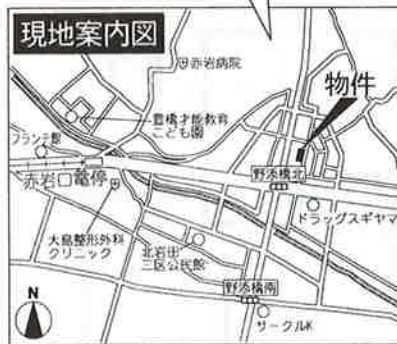 現地案内図
赤岩病院
物件
豊橋才能教育
こども園
フランテ館
野添橋北
赤岩口電停
ドラッグスギヤマ
大島整形外科
クリニック
北岩田
三区公民館
野添橋南
サークルK
N